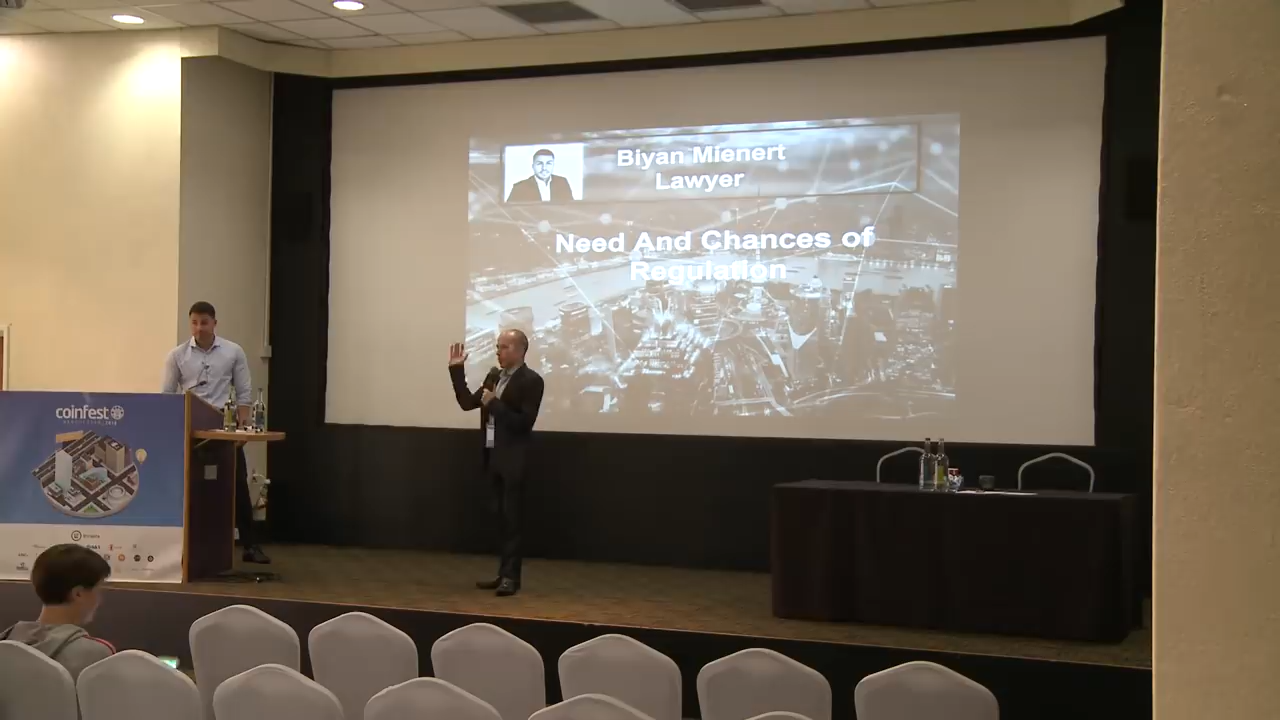 Biyan Mienert
Lawyer
Need And Chances of
Regulation
coinfest